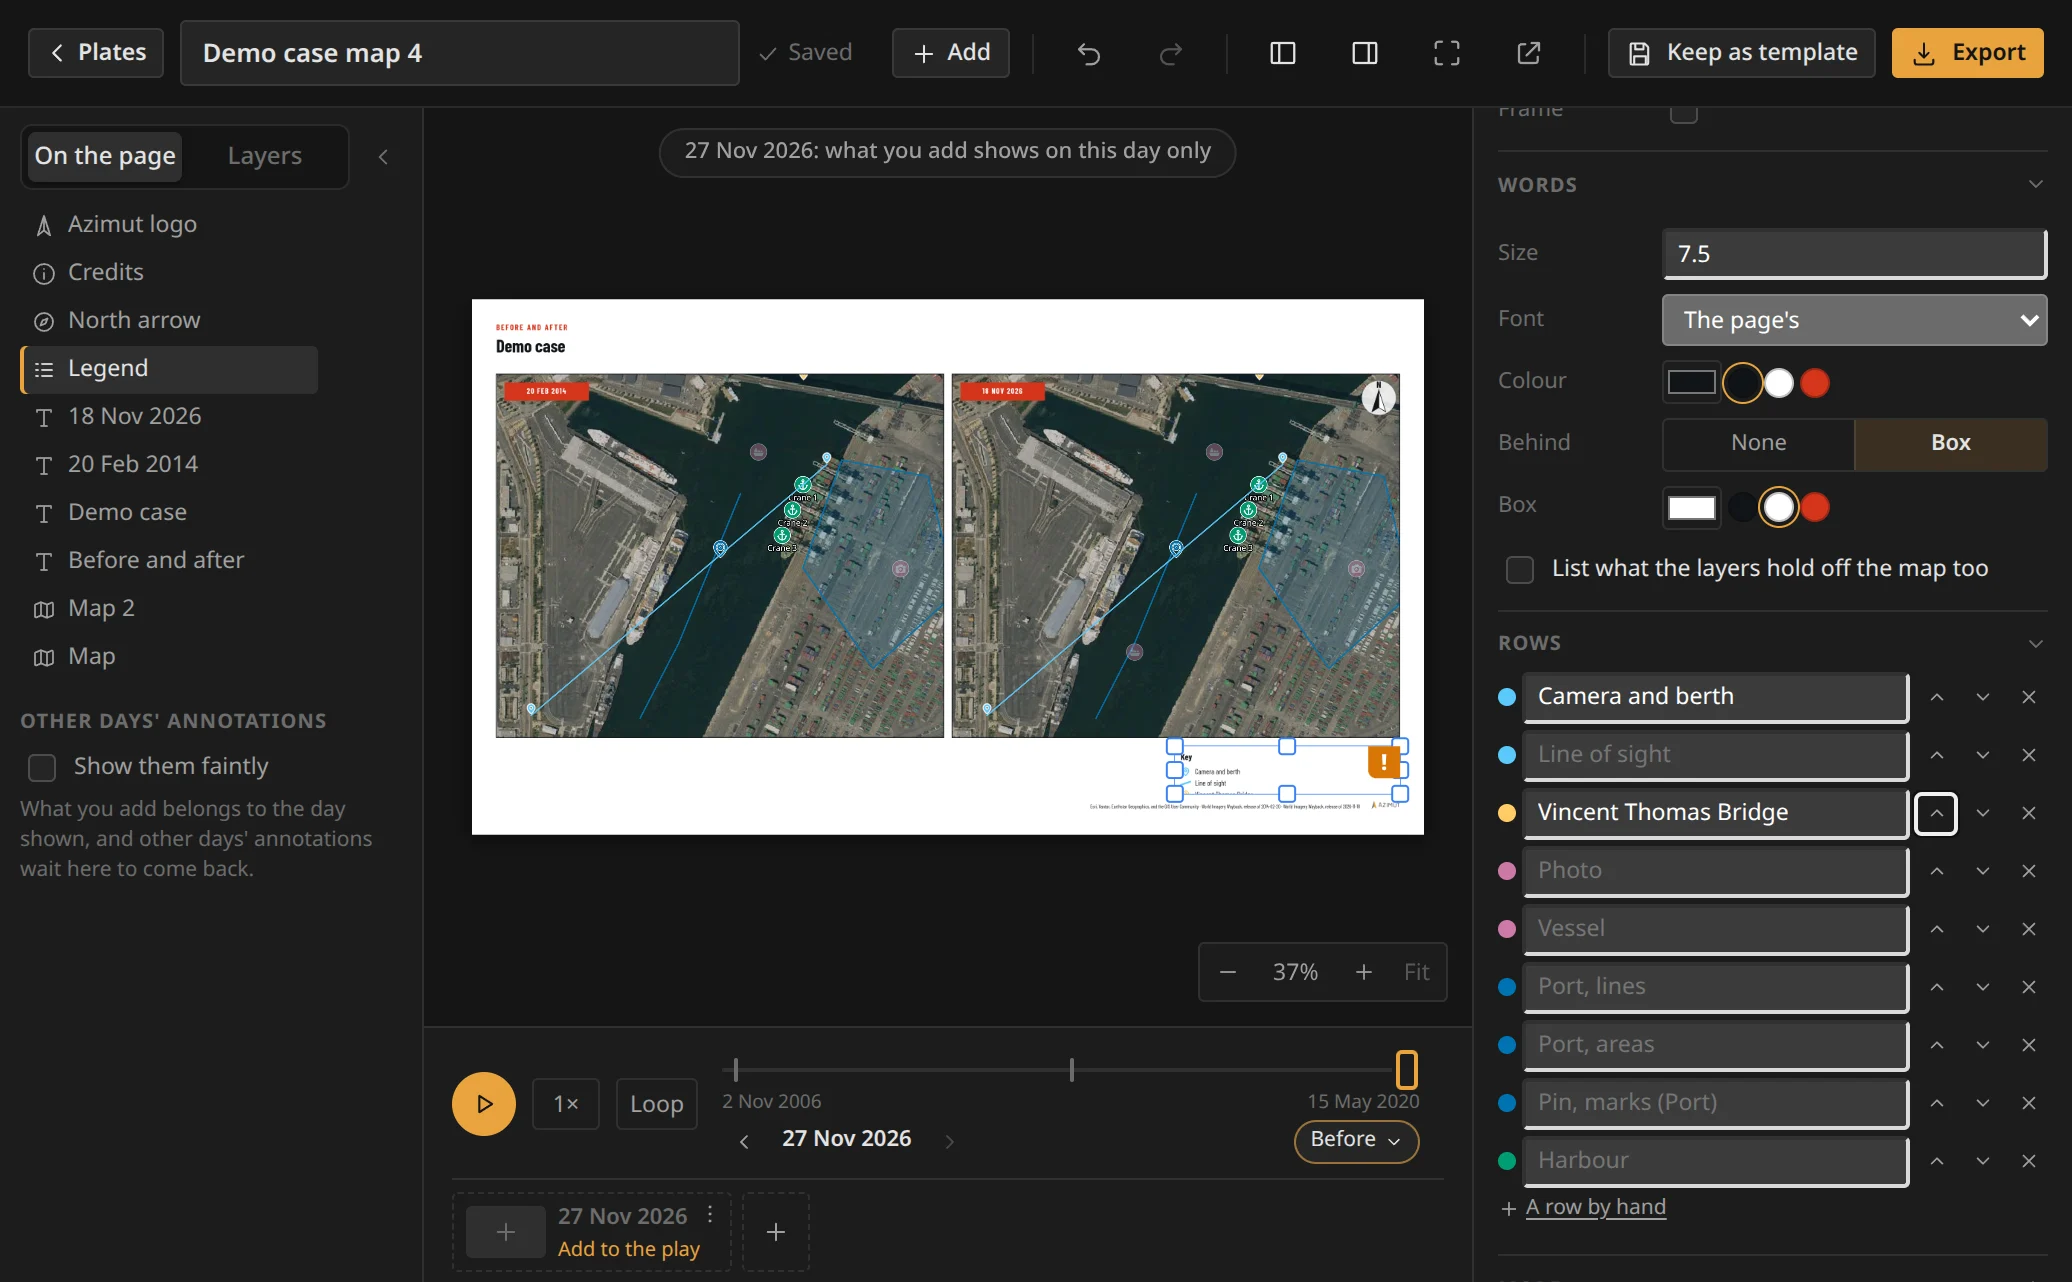 Plates
Demo case map 4
Saved
Add
Keep as template
Export
On the page
Layers
Azimut logo
Credits
North arrow
Legend
18 Nov 2026
20 Feb 2014
Demo case
Before and after
Map 2
Map
OTHER DAYS' ANNOTATIONS
Show them faintly
What you add belongs to the day
shown, and other days' annotations
wait here to come back.
27 Nov 2026: what you add shows on this day only
BEFORE AND AFTER
Demo case
20 FEB 2014
Crane 1
Crane 2
Crane 3
18 NOV 2026
N
Crane 1
Crane 2
Crane 3
Key
Camera and berth
Line of sight
AZIMUT
37%
Fit
1×
Loop
2 Nov 2006
15 May 2020
27 Nov 2026
Before
27 Nov 2026
Add to the play
Frame
WORDS
Size
7.5
Font
The page's
Colour
Behind
None
Box
Box
List what the layers hold off the map too
ROWS
Camera and berth
Line of sight
Vincent Thomas Bridge
Photo
Vessel
Port, lines
Port, areas
Pin, marks (Port)
Harbour
A row by hand